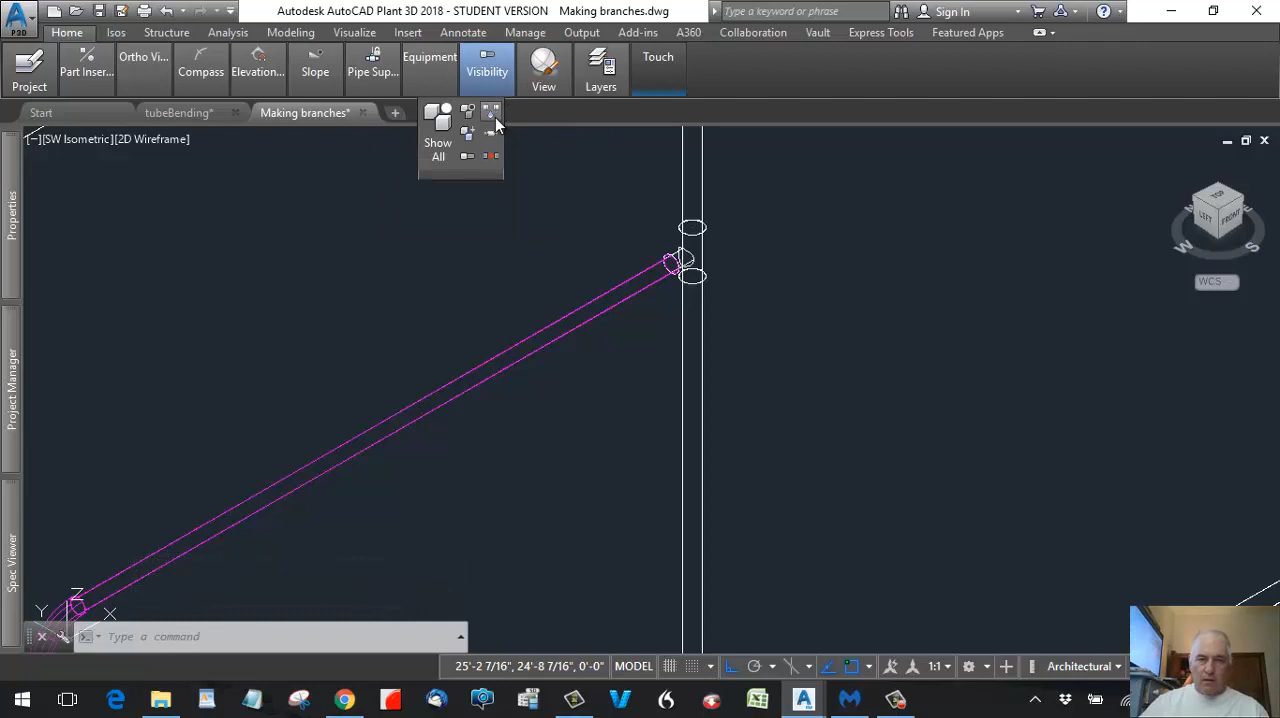 P3D
Autodesk AutoCAD Plant 3D 2018 - STUDENT VERSION Making branches.dwg
Type a keyword or phrase
Sign In
Home Isos Structure Analysis Modeling Visualize Insert Annotate Manage Output Add-ins A360 Collaboration Vault Express Tools Featured Apps
Project
Part Inser...
Ortho Vi...
Compass
Elevation...
Slope
Pipe Sup...
Equipment
Visibility
View
Layers
Touch
Start
tubeBending*
Making branches*
Show
All
[−][SW Isometric][2D Wireframe]
TOP
LEFT
FRONT
W
S
WCS
Properties
Project Manager
Spec Viewer
Z
Y
X
Type a command
25'-2 7/16", 24'-8 7/16", 0'-0" MODEL
1:1
Architectural